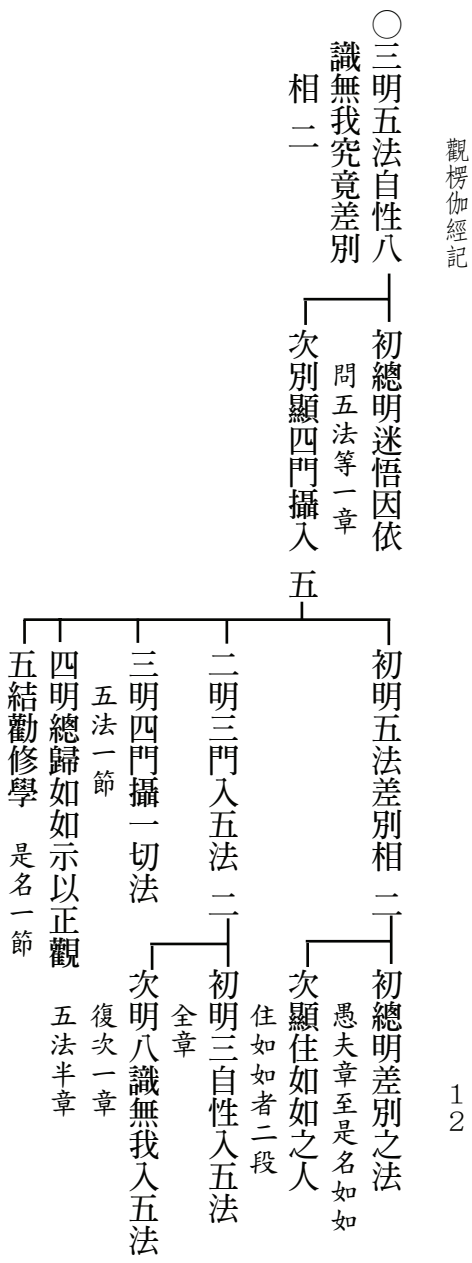 觀楞伽經記
12
○三明五法自性八
識無我究竟差別
相 二
初總明迷悟因依
問五法等一章
次別顯四門攝入 五
初明五法差別相 二
初總明差別之法
愚夫章至是名如如
次顯住如如之人
住如如者二段
二明三門入五法 二
初明三自性入五法
全章
次明八識無我入五法
復次一章
三明四門攝一切法
五法一節
四明總歸如如示以正觀
五法半章
五結勸修學 是名一節